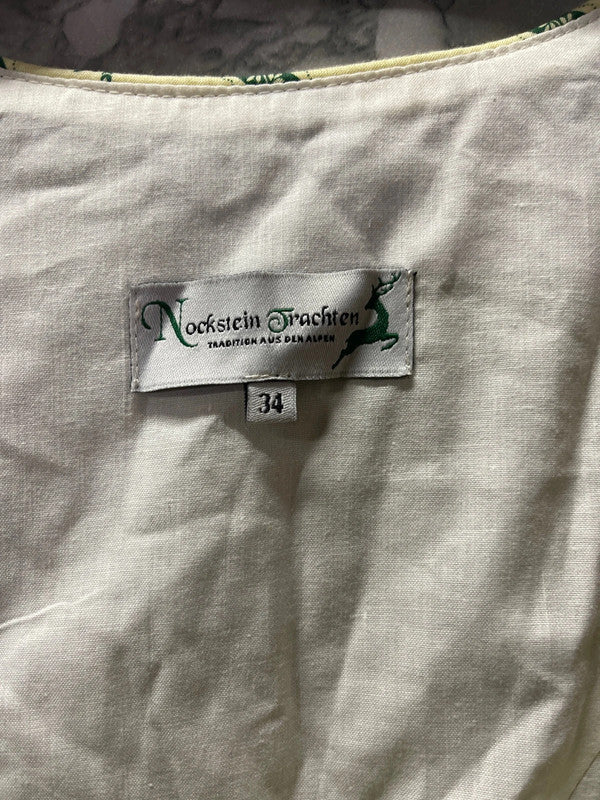 Nockstein Trachten
TRADITION AUS DEN ALPEN
34